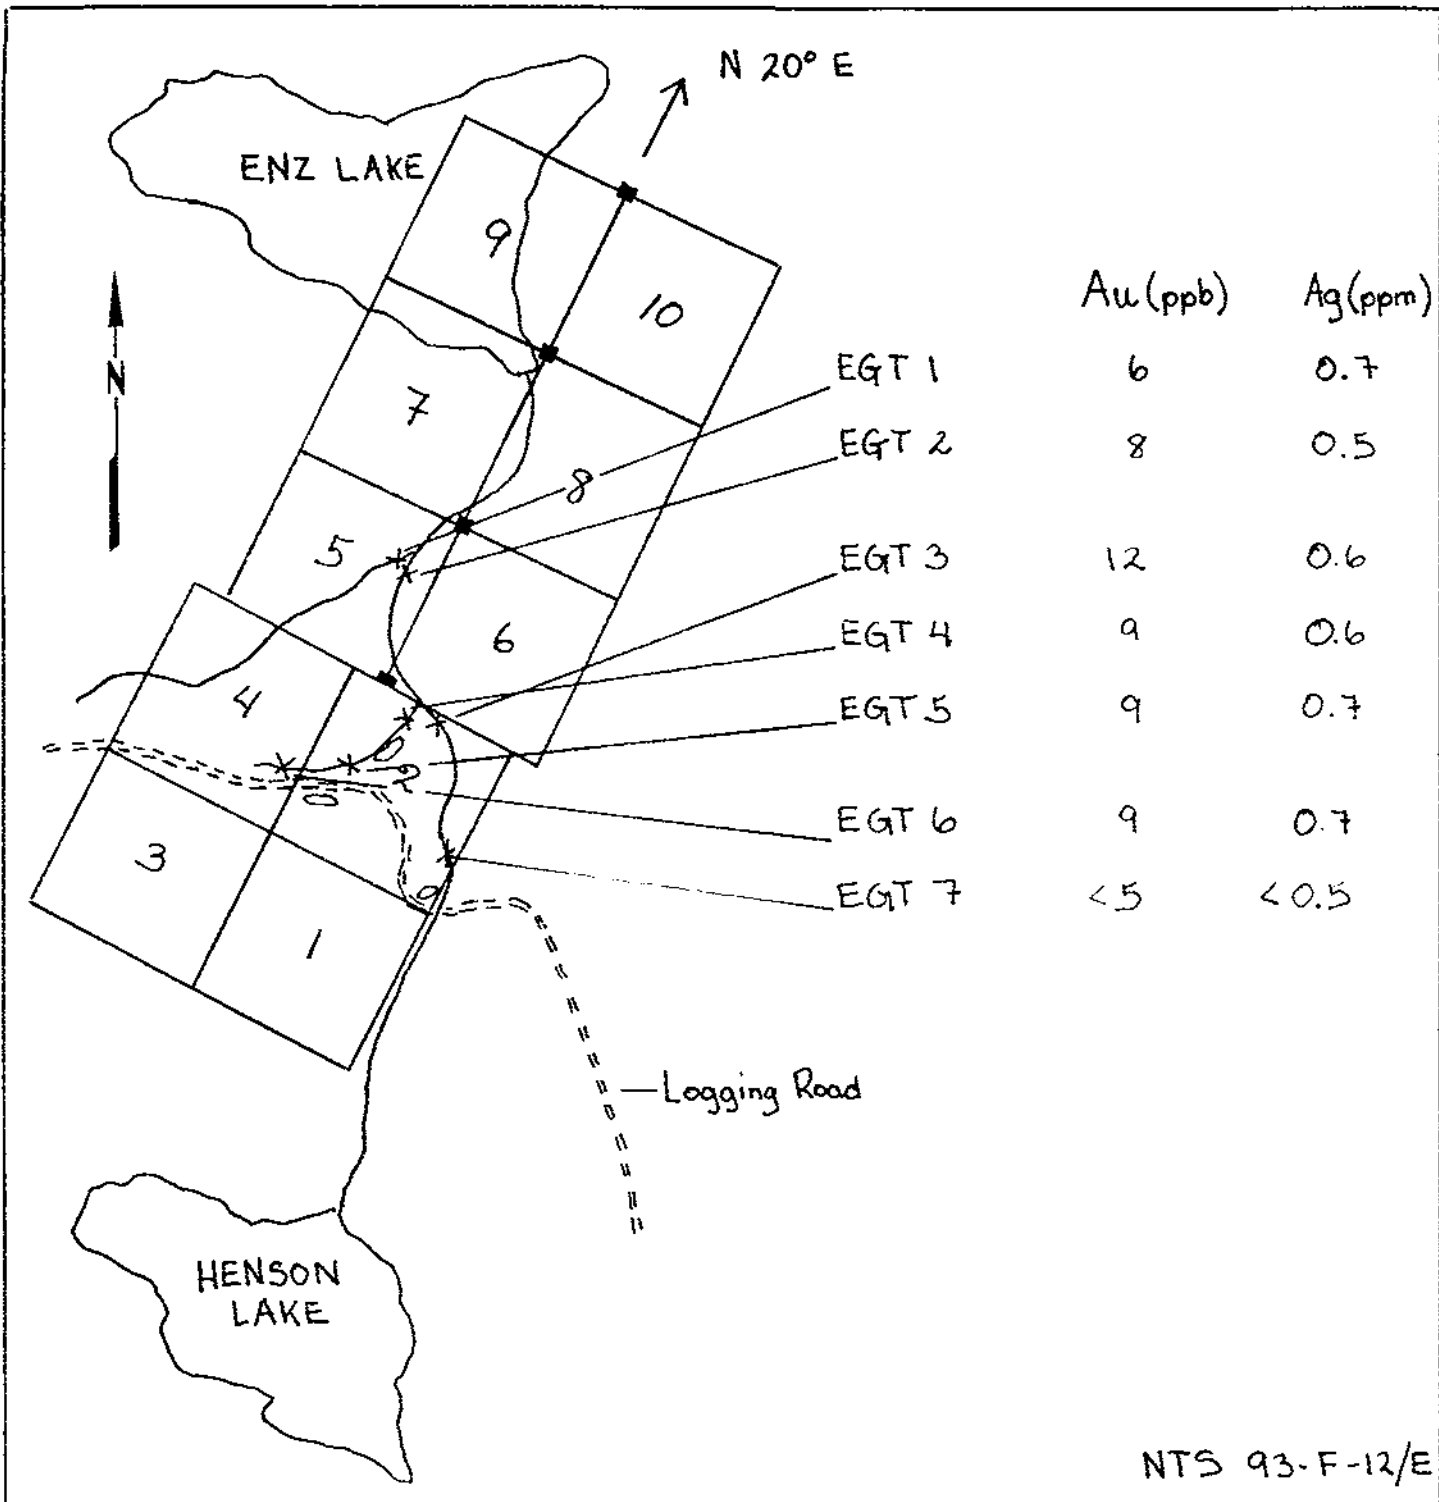 N 20° E
ENZ LAKE
9
10
N
Au (ppb) Ag (ppm)
EGT 1 6 0.7
7
EGT 2 8 0.5
8
5
EGT 3 12 0.6
6
EGT 4 9 0.6
4
EGT 5 9 0.7
EGT 6 9 0.7
3
EGT 7 <5 <0.5
1
Logging Road
HENSON
LAKE
NTS 93-F-12/E